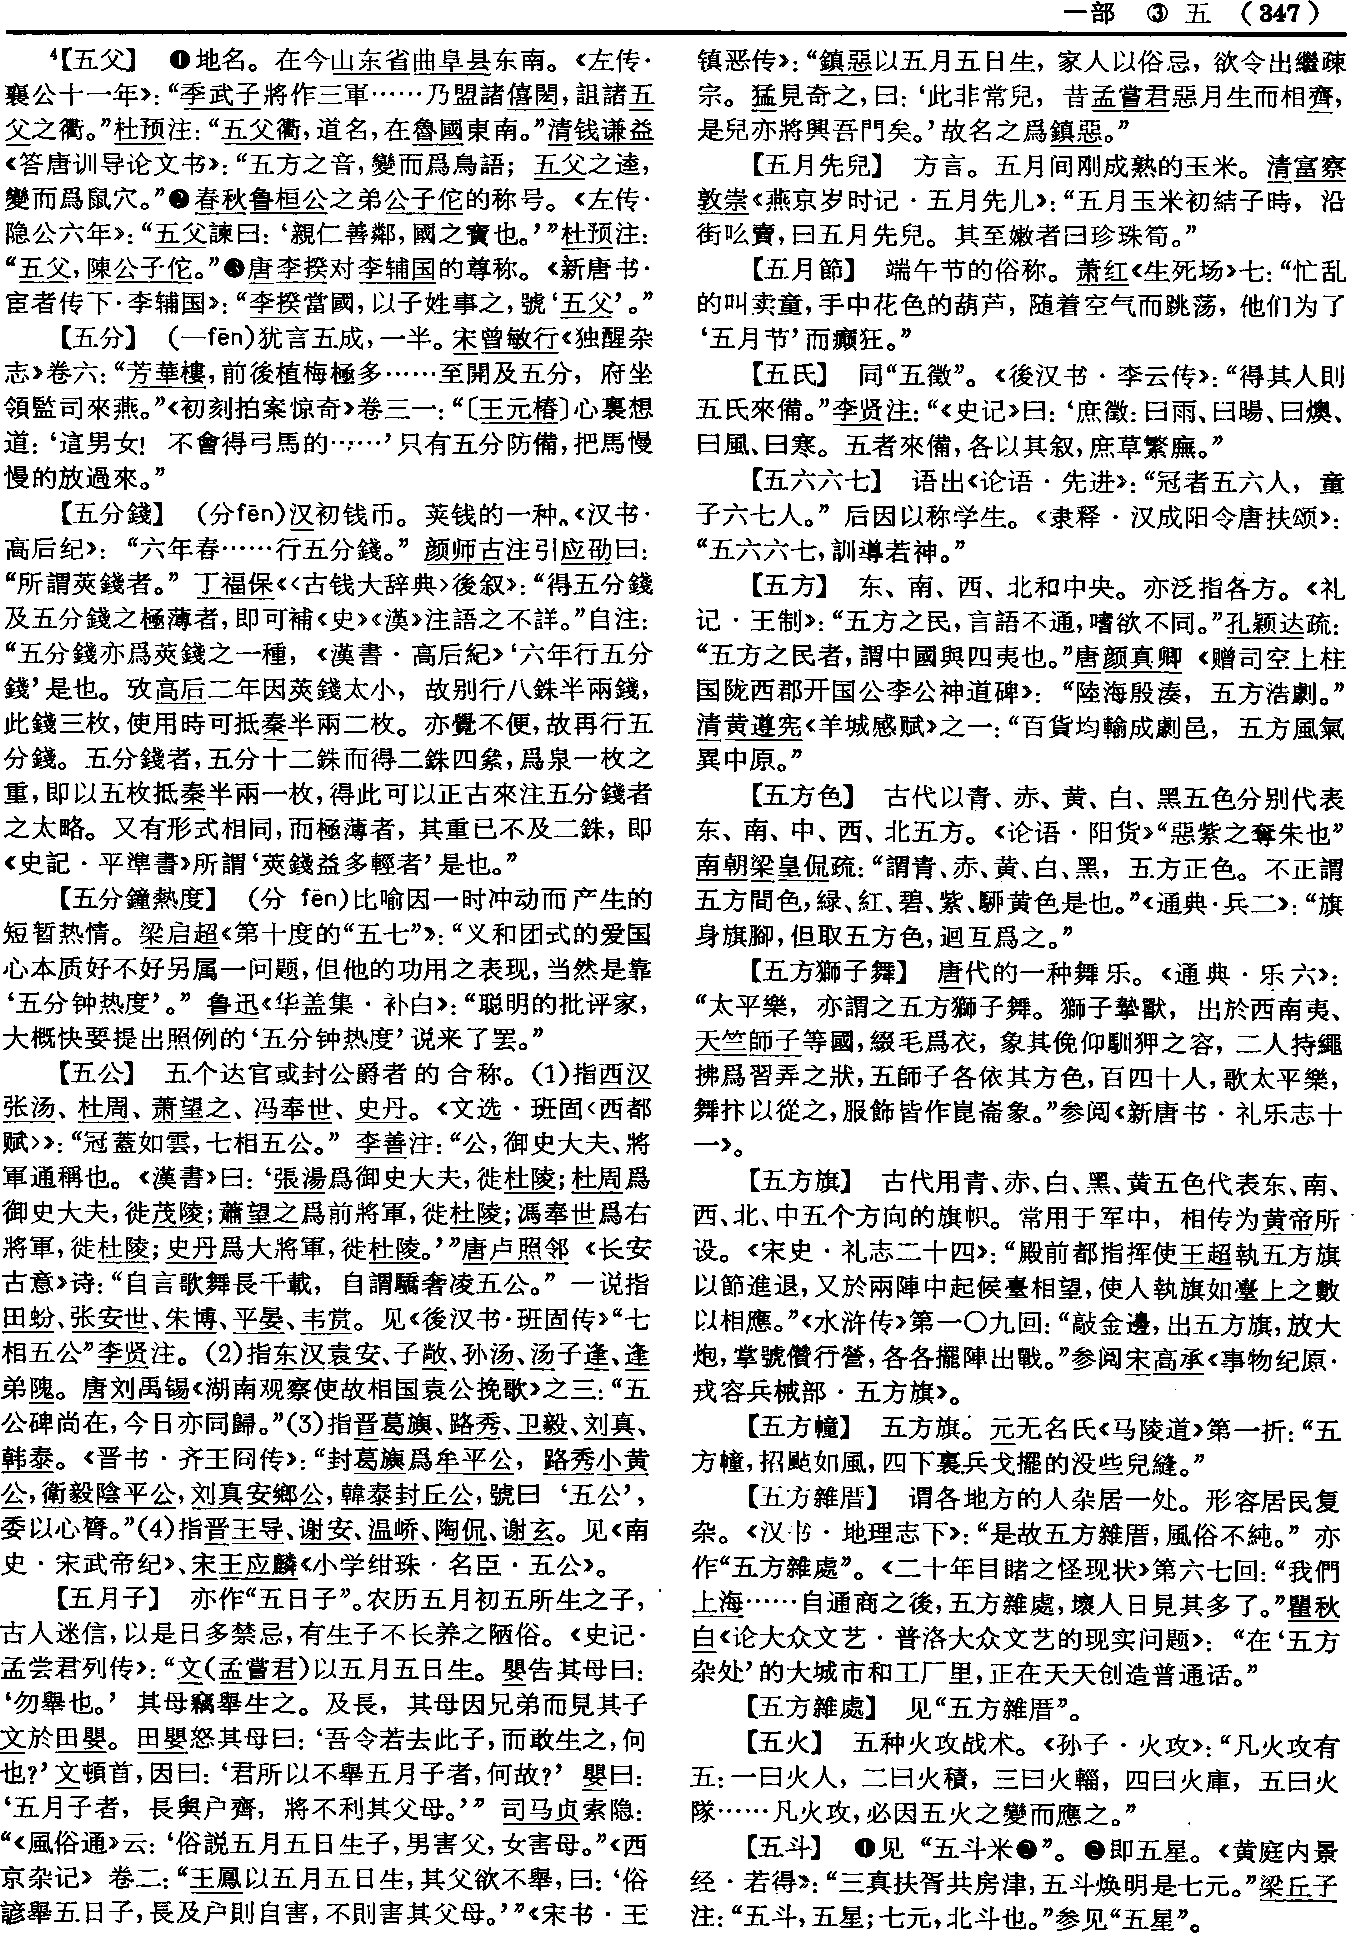 一部 ③ 五 (347)
⁴【五父】 ❶地名。在今山东省曲阜县东南。《左传·
襄公十一年》：“季武子將作三軍……乃盟諸僖閎，詛諸五
父之衢。”杜预注：“五父衢，道名，在魯國東南。”清钱谦益
《答唐训导论文书》：“五方之音，變而爲鳥語；五父之逵，
變而爲鼠穴。”❷春秋鲁桓公之弟公子佗的称号。《左传·
隐公六年》：“五父諫曰：‘親仁善鄰，國之寳也。’”杜预注：
“五父，陳公子佗。”❸唐李揆对李辅国的尊称。《新唐书·
宦者传下·李辅国》：“李揆當國，以子姓事之，號‘五父’。”
【五分】 (—fēn)犹言五成，一半。宋曾敏行《独醒杂
志》卷六：“芳華樓，前後植梅極多……至開及五分，府坐
領監司來燕。”《初刻拍案惊奇》卷三一：“〔王元椿〕心裏想
道：‘這男女！不會得弓馬的……’只有五分防備，把馬慢
慢的放過來。”
【五分錢】 (分fēn)汉初钱币。荚钱的一种。《汉书·
高后纪》：“六年春……行五分錢。”颜师古注引应劭曰：
“所謂莢錢者。”丁福保《〈古钱大辞典〉後叙》：“得五分錢
及五分錢之極薄者，即可補《史》《漢》注語之不詳。”自注：
“五分錢亦爲莢錢之一種，《漢書·高后紀》‘六年行五分
錢’是也。攷高后二年因莢錢太小，故别行八銖半兩錢，
此錢三枚，使用時可抵秦半兩二枚。亦覺不便，故再行五
分錢。五分錢者，五分十二銖而得二銖四絫，爲泉一枚之
重，即以五枚抵秦半兩一枚，得此可以正古來注五分錢者
之太略。又有形式相同，而極薄者，其重已不及二銖，即
《史記·平準書》所謂‘莢錢益多輕者’是也。”
【五分鐘熱度】 (分 fēn)比喻因一时冲动而产生的
短暂热情。梁启超《第十度的“五七”》：“义和团式的爱国
心本质好不好另属一问题，但他的功用之表现，当然是靠
‘五分钟热度’。”鲁迅《华盖集·补白》：“聪明的批评家，
大概快要提出照例的‘五分钟热度’说来了罢。”
【五公】 五个达官或封公爵者的合称。(1)指西汉
张汤、杜周、萧望之、冯奉世、史丹。《文选·班固〈西都
赋〉》：“冠蓋如雲，七相五公。”李善注：“公，御史大夫、將
軍通稱也。《漢書》曰：‘張湯爲御史大夫，徙杜陵；杜周爲
御史大夫，徙茂陵；蕭望之爲前將軍，徙杜陵；馮奉世爲右
將軍，徙杜陵；史丹爲大將軍，徙杜陵。’”唐卢照邻《长安
古意》诗：“自言歌舞長千載，自謂驕奢凌五公。”一说指
田蚡、张安世、朱博、平晏、韦赏。见《後汉书·班固传》“七
相五公”李贤注。(2)指东汉袁安、子敞、孙汤、汤子逢、逢
弟隗。唐刘禹锡《湖南观察使故相国袁公挽歌》之三：“五
公碑尚在，今日亦同歸。”(3)指晋葛旟、路秀、卫毅、刘真、
韩泰。《晋书·齐王冏传》：“封葛旟爲牟平公，路秀小黄
公，衛毅陰平公，刘真安鄉公，韓泰封丘公，號曰‘五公’，
委以心膂。”(4)指晋王导、谢安、温峤、陶侃、谢玄。见《南
史·宋武帝纪》、宋王应麟《小学绀珠·名臣·五公》。
【五月子】 亦作“五日子”。农历五月初五所生之子，
古人迷信，以是日多禁忌，有生子不长养之陋俗。《史记·
孟尝君列传》：“文(孟嘗君)以五月五日生。嬰告其母曰：
‘勿舉也。’其母竊舉生之。及長，其母因兄弟而見其子
文於田嬰。田嬰怒其母曰：‘吾令若去此子，而敢生之，何
也？’文頓首，因曰：‘君所以不舉五月子者，何故？’嬰曰：
‘五月子者，長與户齊，將不利其父母。’”司马贞索隐：
“《風俗通》云：‘俗説五月五日生子，男害父，女害母。”《西
京杂记》卷二：“王鳳以五月五日生，其父欲不舉，曰：‘俗
諺舉五日子，長及户則自害，不則害其父母。’”《宋书·王
镇恶传》：“鎮惡以五月五日生，家人以俗忌，欲令出繼疎
宗。猛見奇之，曰：‘此非常兒，昔孟嘗君惡月生而相齊，
是兒亦將興吾門矣。’故名之爲鎮惡。”
【五月先兒】 方言。五月间刚成熟的玉米。清富察
敦崇《燕京岁时记·五月先儿》：“五月玉米初結子時，沿
街吆賣，曰五月先兒。其至嫩者曰珍珠筍。”
【五月節】 端午节的俗称。萧红《生死场》七：“忙乱
的叫卖童，手中花色的葫芦，随着空气而跳荡，他们为了
‘五月节’而癫狂。”
【五氏】 同“五徵”。《後汉书·李云传》：“得其人則
五氏來備。”李贤注：“《史记》曰：‘庶徵：曰雨、曰暘、曰燠、
曰風、曰寒。五者來備，各以其叙，庶草繁廡。”
【五六六七】 语出《论语·先进》：“冠者五六人，童
子六七人。”后因以称学生。《隶释·汉成阳令唐扶颂》：
“五六六七，訓導若神。”
【五方】 东、南、西、北和中央。亦泛指各方。《礼
记·王制》：“五方之民，言語不通，嗜欲不同。”孔颖达疏：
“五方之民者，謂中國與四夷也。”唐颜真卿《赠司空上柱
国陇西郡开国公李公神道碑》：“陸海殷湊，五方浩劇。”
清黄遵宪《羊城感赋》之一：“百貨均輸成劇邑，五方風氣
異中原。”
【五方色】 古代以青、赤、黄、白、黑五色分别代表
东、南、中、西、北五方。《论语·阳货》“惡紫之奪朱也”
南朝梁皇侃疏：“謂青、赤、黄、白、黑，五方正色。不正謂
五方間色，緑、紅、碧、紫、駵黄色是也。”《通典·兵二》：“旗
身旗腳，但取五方色，迴互爲之。”
【五方獅子舞】 唐代的一种舞乐。《通典·乐六》：
“太平樂，亦謂之五方獅子舞。獅子摯獸，出於西南夷、
天竺師子等國，綴毛爲衣，象其俛仰馴狎之容，二人持繩
拂爲習弄之狀，五師子各依其方色，百四十人，歌太平樂，
舞抃以從之，服飾皆作崑崙象。”参阅《新唐书·礼乐志十
一》。
【五方旗】 古代用青、赤、白、黑、黄五色代表东、南、
西、北、中五个方向的旗帜。常用于军中，相传为黄帝所
设。《宋史·礼志二十四》：“殿前都指揮使王超執五方旗
以節進退，又於兩陣中起候臺相望，使人執旗如臺上之數
以相應。”《水浒传》第一〇九回：“敲金邊，出五方旗，放大
炮，掌號儹行營，各各擺陣出戰。”参阅宋高承《事物纪原·
戎容兵械部·五方旗》。
【五方幢】 五方旗。元无名氏《马陵道》第一折：“五
方幢，招颭如風，四下裏兵戈擺的没些兒縫。”
【五方雜厝】 谓各地方的人杂居一处。形容居民复
杂。《汉书·地理志下》：“是故五方雜厝，風俗不純。”亦
作“五方雜處”。《二十年目睹之怪现状》第六七回：“我們
上海……自通商之後，五方雜處，壞人日見其多了。”瞿秋
白《论大众文艺·普洛大众文艺的现实问题》：“在‘五方
杂处’的大城市和工厂里，正在天天创造普通话。”
【五方雜處】 见“五方雜厝”。
【五火】 五种火攻战术。《孙子·火攻》：“凡火攻有
五：一曰火人，二曰火積，三曰火輜，四曰火庫，五曰火
隊……凡火攻，必因五火之變而應之。”
【五斗】 ❶见“五斗米❷”。❷即五星。《黄庭内景
经·若得》：“三真扶胥共房津，五斗焕明是七元。”梁丘子
注：“五斗，五星；七元，北斗也。”参见“五星”。